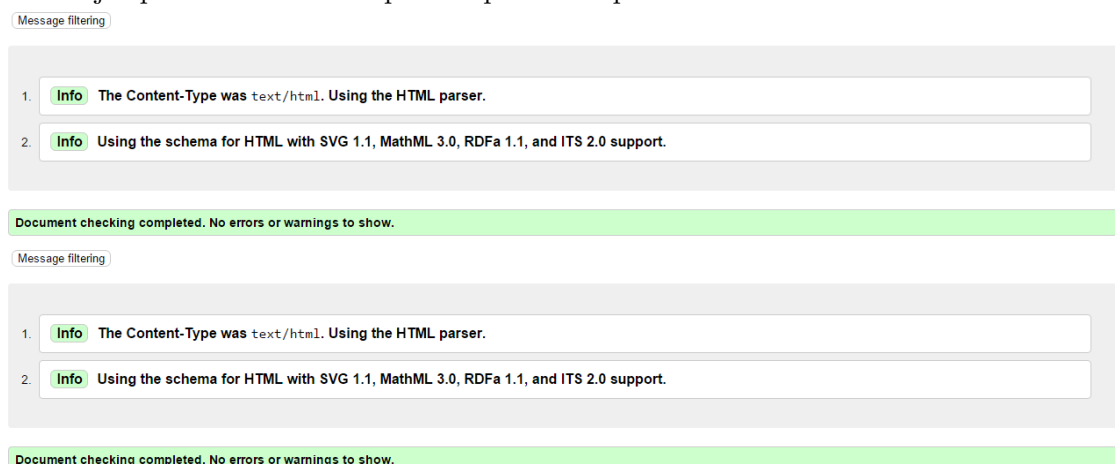 Message filtering
1. Info The Content-Type was text/html. Using the HTML parser.
2. Info Using the schema for HTML with SVG 1.1, MathML 3.0, RDFa 1.1, and ITS 2.0 support.
Document checking completed. No errors or warnings to show.
Message filtering
1. Info The Content-Type was text/html. Using the HTML parser.
2. Info Using the schema for HTML with SVG 1.1, MathML 3.0, RDFa 1.1, and ITS 2.0 support.
Document checking completed. No errors or warnings to show.